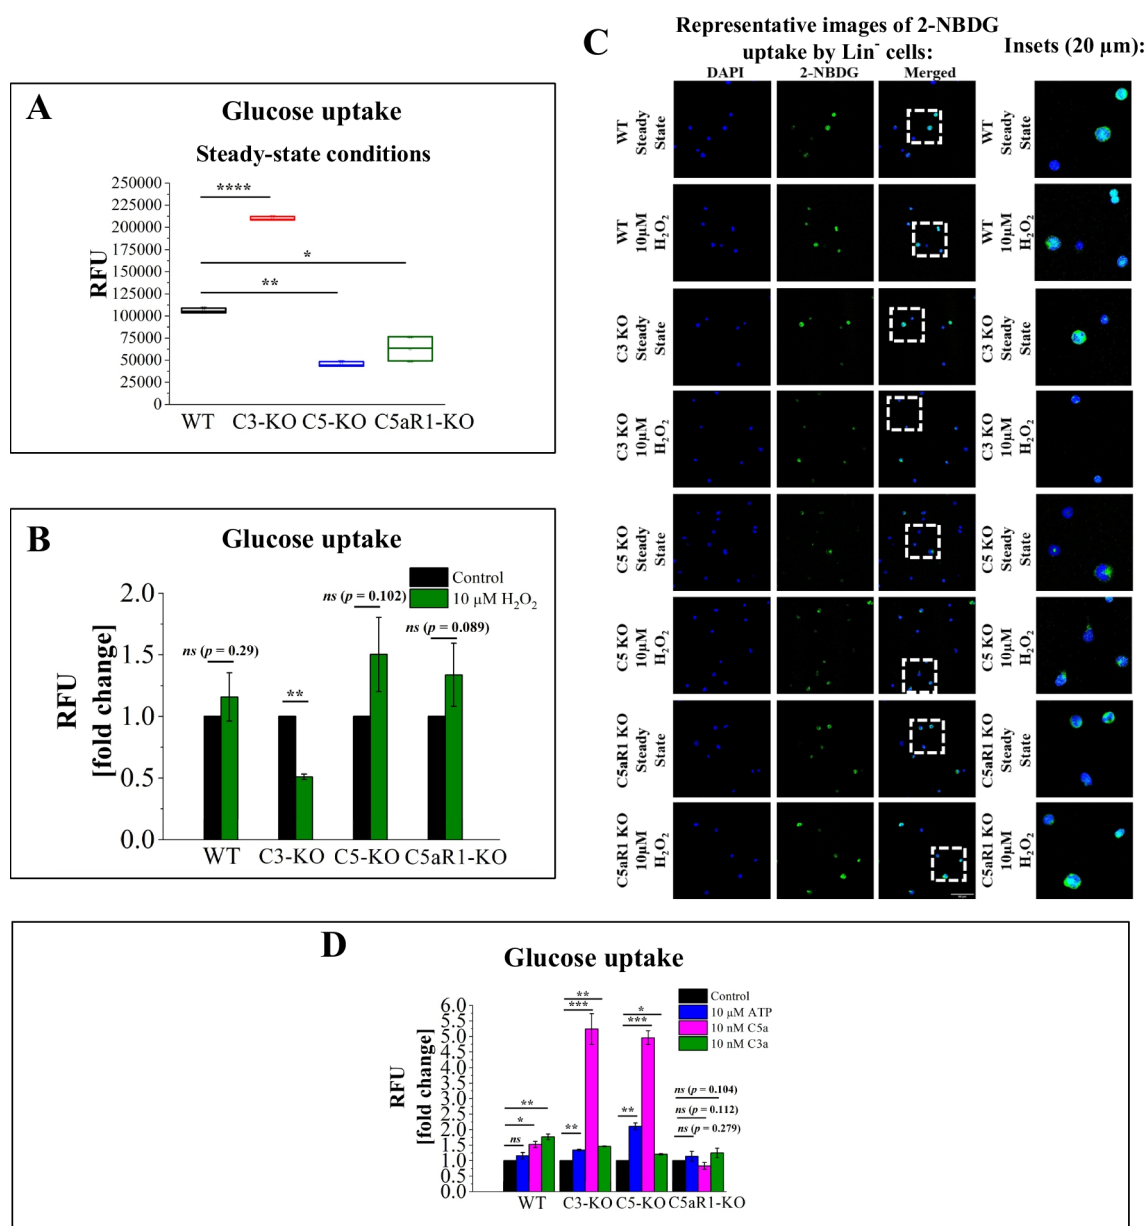 A
Glucose uptake
Steady-state conditions
RFU
250000
225000
200000
175000
150000
125000
100000
75000
50000
25000
0
****
*
**
WT C3-KO C5-KO C5aR1-KO
B
Glucose uptake
Control
10 µM H₂O₂
RFU
[fold change]
2.0
1.5
1.0
0.5
0.0
ns (p = 0.29)
**
ns (p = 0.102)
ns (p = 0.089)
WT C3-KO C5-KO C5aR1-KO
C
Representative images of 2-NBDG
uptake by Lin⁻ cells:
Insets (20 µm):
DAPI 2-NBDG Merged
WT
Steady
State
WT
Steady
State
WT
10µM
H₂O₂
WT
10µM
H₂O₂
C3 KO
Steady
State
C3 KO
Steady
State
C3 KO
10µM
H₂O₂
C3 KO
10µM
H₂O₂
C5 KO
Steady
State
C5 KO
Steady
State
C5 KO
10µM
H₂O₂
C5 KO
10µM
H₂O₂
C5aR1 KO
Steady
State
C5aR1 KO
Steady
State
C5aR1 KO
10µM
H₂O₂
C5aR1 KO
10µM
H₂O₂
D
Glucose uptake
Control
10 µM ATP
10 nM C5a
10 nM C3a
RFU
[fold change]
6.0
5.5
5.0
4.5
4.0
3.5
3.0
2.5
2.0
1.5
1.0
0.5
0.0
**
*
ns
**
***
**
*
***
**
ns (p = 0.104)
ns (p = 0.112)
ns (p = 0.279)
WT C3-KO C5-KO C5aR1-KO